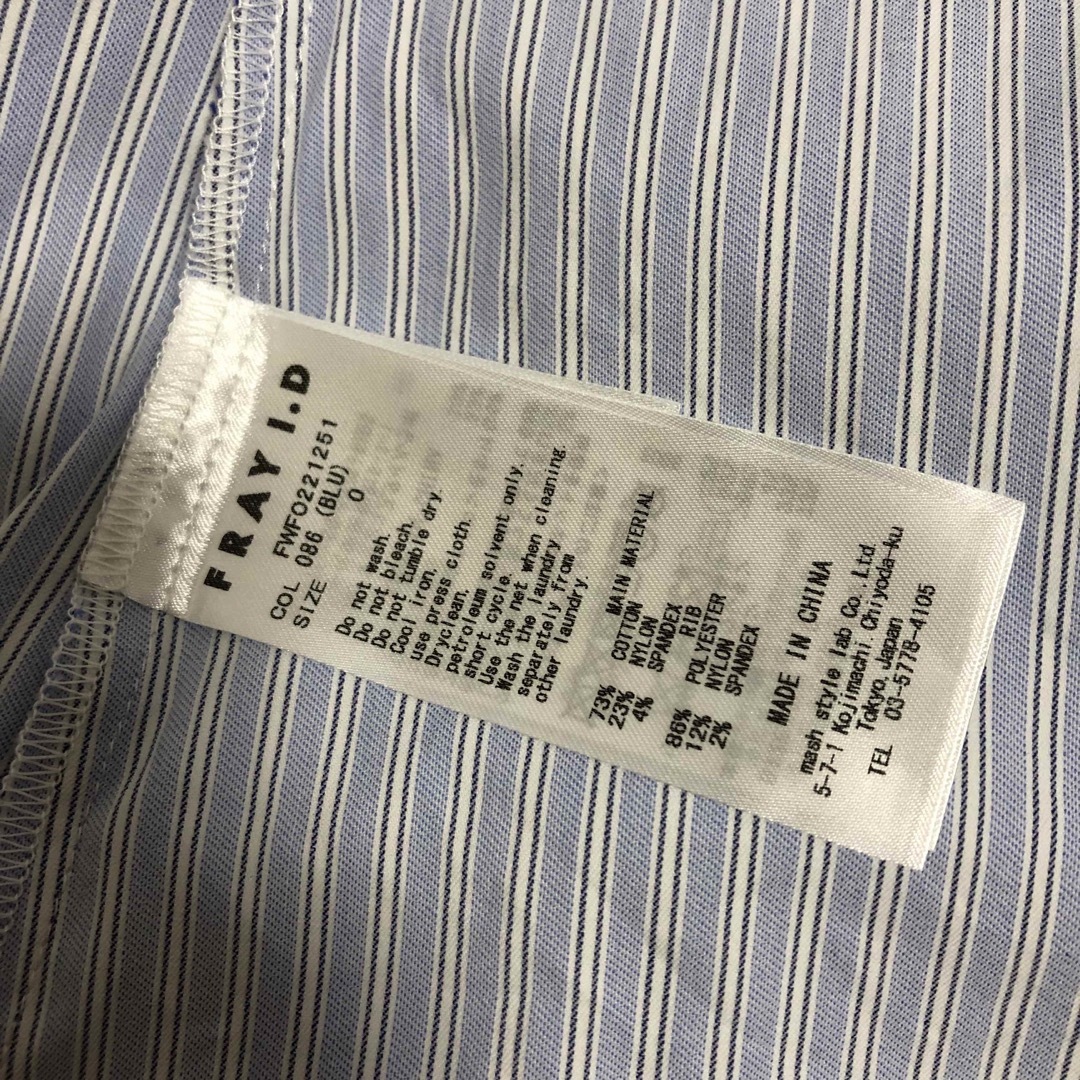 FRAY I.D
FWFO221251
COL 086 (BLU)
SIZE 0
Do not wash.
Do not bleach.
Do not tumble dry.
Cool iron.
use press cloth.
Dryclean.
petroleum solvent only.
short cycle.
Use the net when cleaning.
Wash the laundry cleaning
separately from
other laundry.
MAIN MATERIAL
73% COTTON
23% NYLON
4% SPANDEX
RIB
86% POLYESTER
12% NYLON
2% SPANDEX
MADE IN CHINA
mash style lab Co.,Ltd
5-7-1 Kojimachi, Chiyoda-ku
Tokyo, Japan
TEL 03-5778-4105